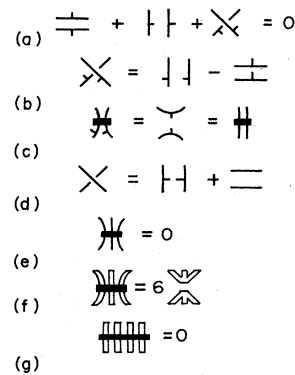 (a) + + = 0
(b) = −
(c) = =
(d) = +
(e) = 0
(f) = 6
(g) = 0